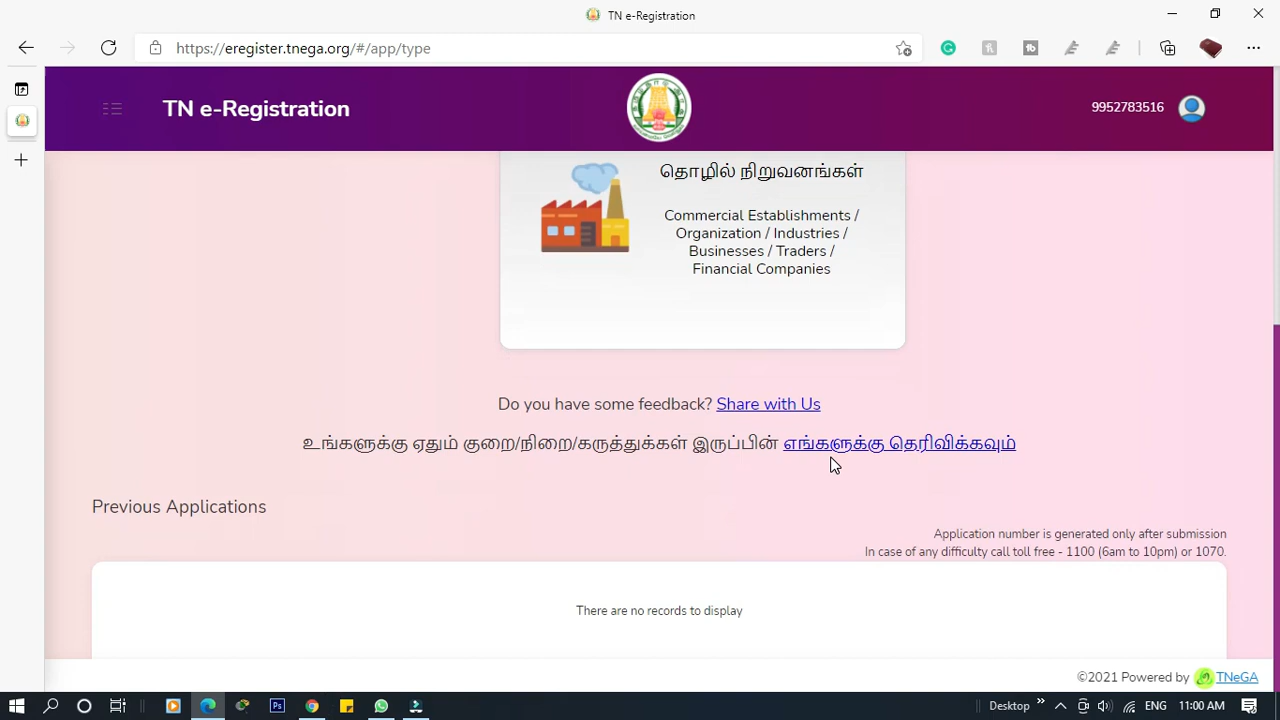 TN e-Registration
https://eregister.tnega.org/#/app/type
TN e-Registration
9952783516
தொழில் நிறுவனங்கள்
Commercial Establishments /
Organization / Industries /
Businesses / Traders /
Financial Companies
Do you have some feedback? Share with Us
உங்களுக்கு ஏதும் குறை/நிறை/கருத்துக்கள் இருப்பின் எங்களுக்கு தெரிவிக்கவும்
Previous Applications
Application number is generated only after submission
In case of any difficulty call toll free - 1100 (6am to 10pm) or 1070.
There are no records to display
©2021 Powered by TNeGA
Desktop
ENG
11:00 AM